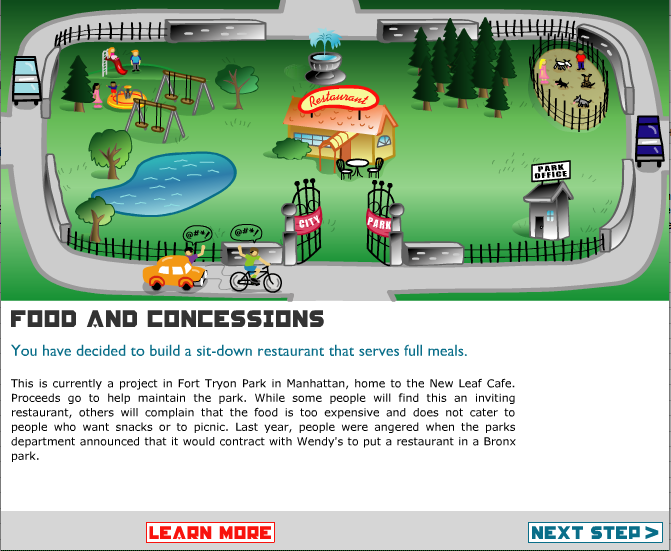 Restaurant
PARK
OFFICE
CITY
PARK
@#*!
@#*!
FOOD AND CONCESSIONS
You have decided to build a sit-down restaurant that serves full meals.
This is currently a project in Fort Tryon Park in Manhattan, home to the New Leaf Cafe.
Proceeds go to help maintain the park. While some people will find this an inviting
restaurant, others will complain that the food is too expensive and does not cater to
people who want snacks or to picnic. Last year, people were angered when the parks
department announced that it would contract with Wendy's to put a restaurant in a Bronx
park.
LEARN MORE
NEXT STEP >